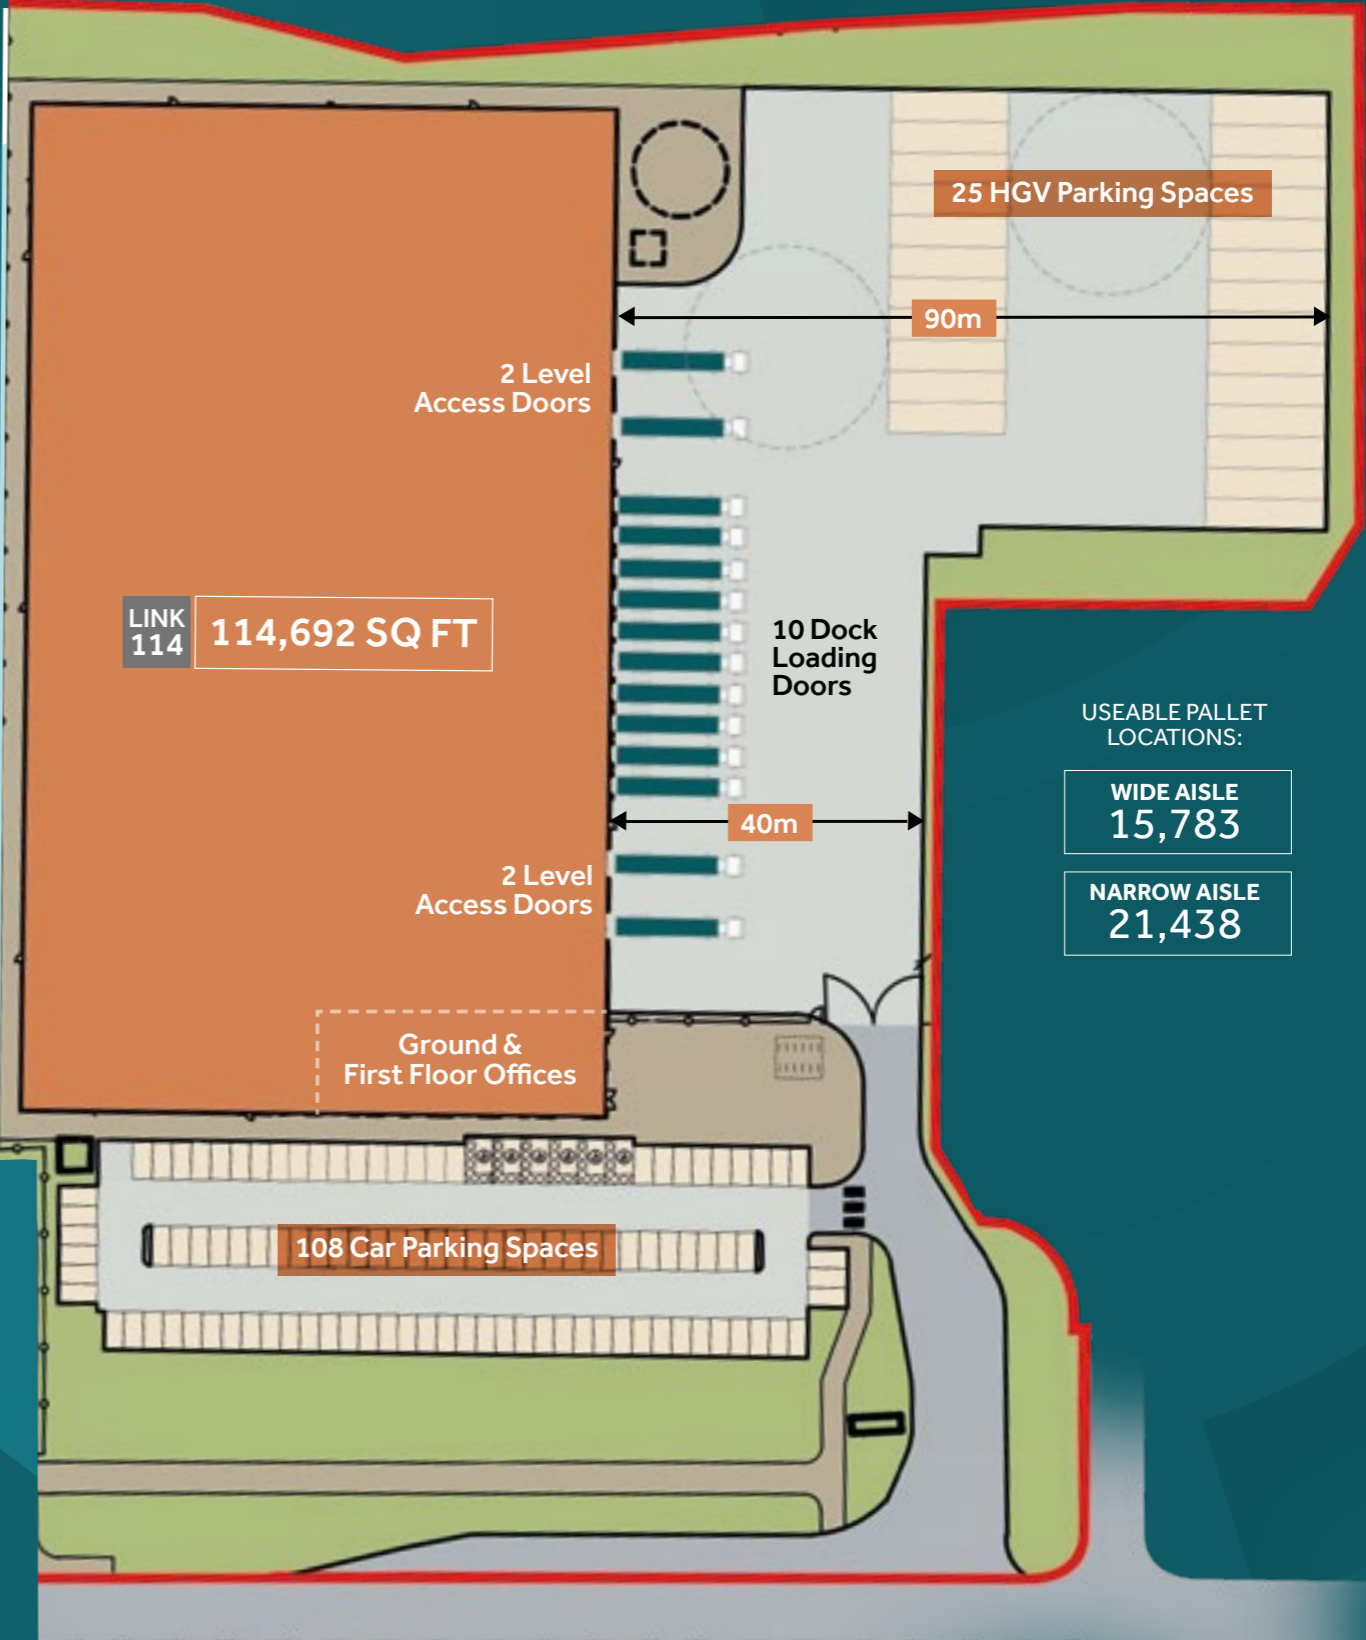 25 HGV Parking Spaces
90m
2 Level
Access Doors
LINK
114
114,692 SQ FT
10 Dock
Loading
Doors
USEABLE PALLET
LOCATIONS:
WIDE AISLE
15,783
40m
2 Level
Access Doors
NARROW AISLE
21,438
Ground &
First Floor Offices
108 Car Parking Spaces